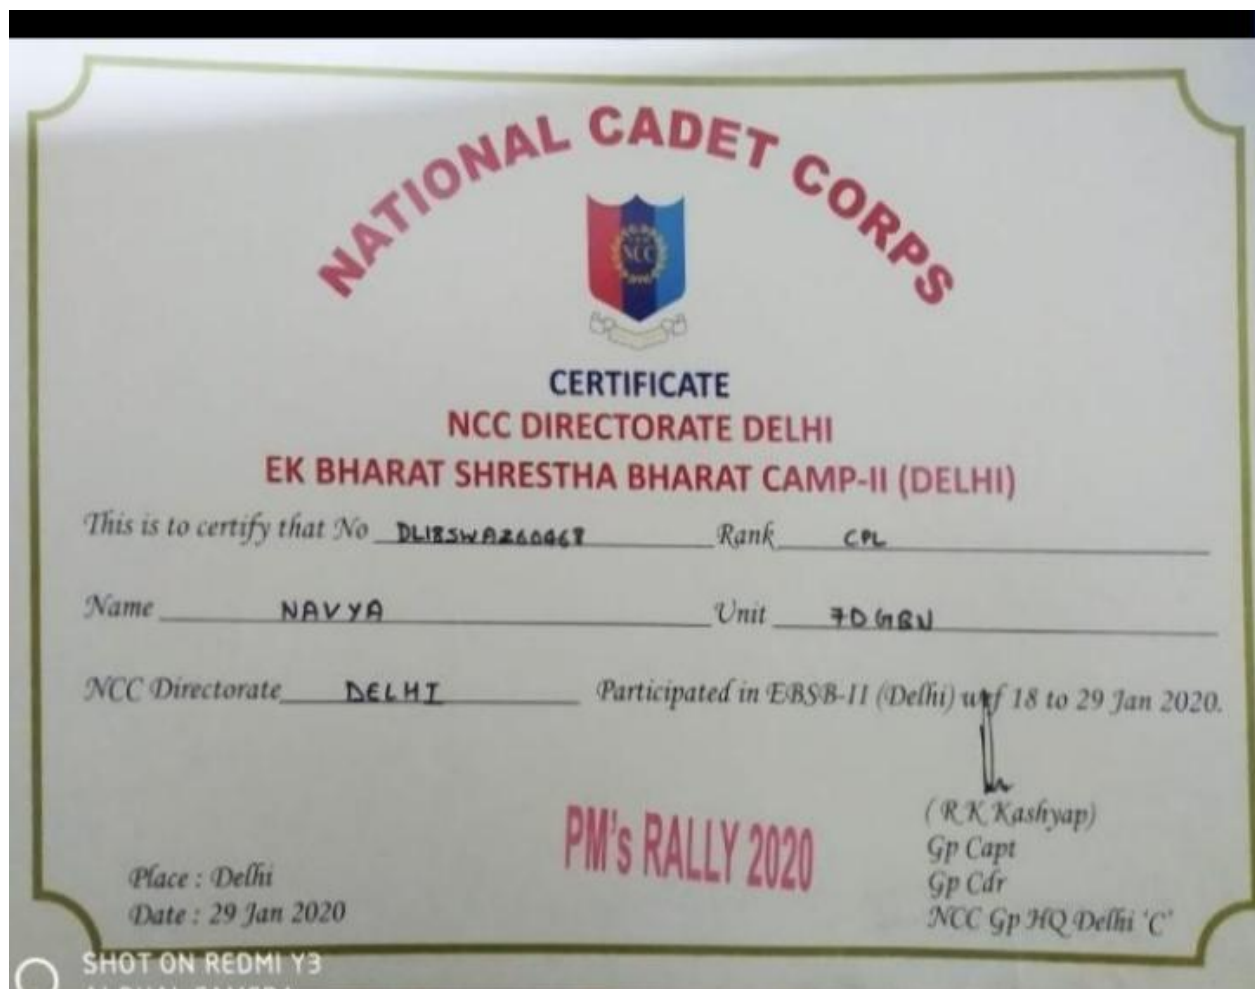 NATIONAL CADET CORPS
NCC
CERTIFICATE
NCC DIRECTORATE DELHI
EK BHARAT SHRESTHA BHARAT CAMP-II (DELHI)
This is to certify that No DL18SWA260468 Rank CPL
Name NAVYA Unit 7DGBN
NCC Directorate DELHI Participated in EBSB-II (Delhi) wef 18 to 29 Jan 2020.
(R K Kashyap)
PM's RALLY 2020
Gp Capt
Place : Delhi
Gp Cdr
Date : 29 Jan 2020
NCC Gp HQ Delhi 'C'
SHOT ON REDMI Y3